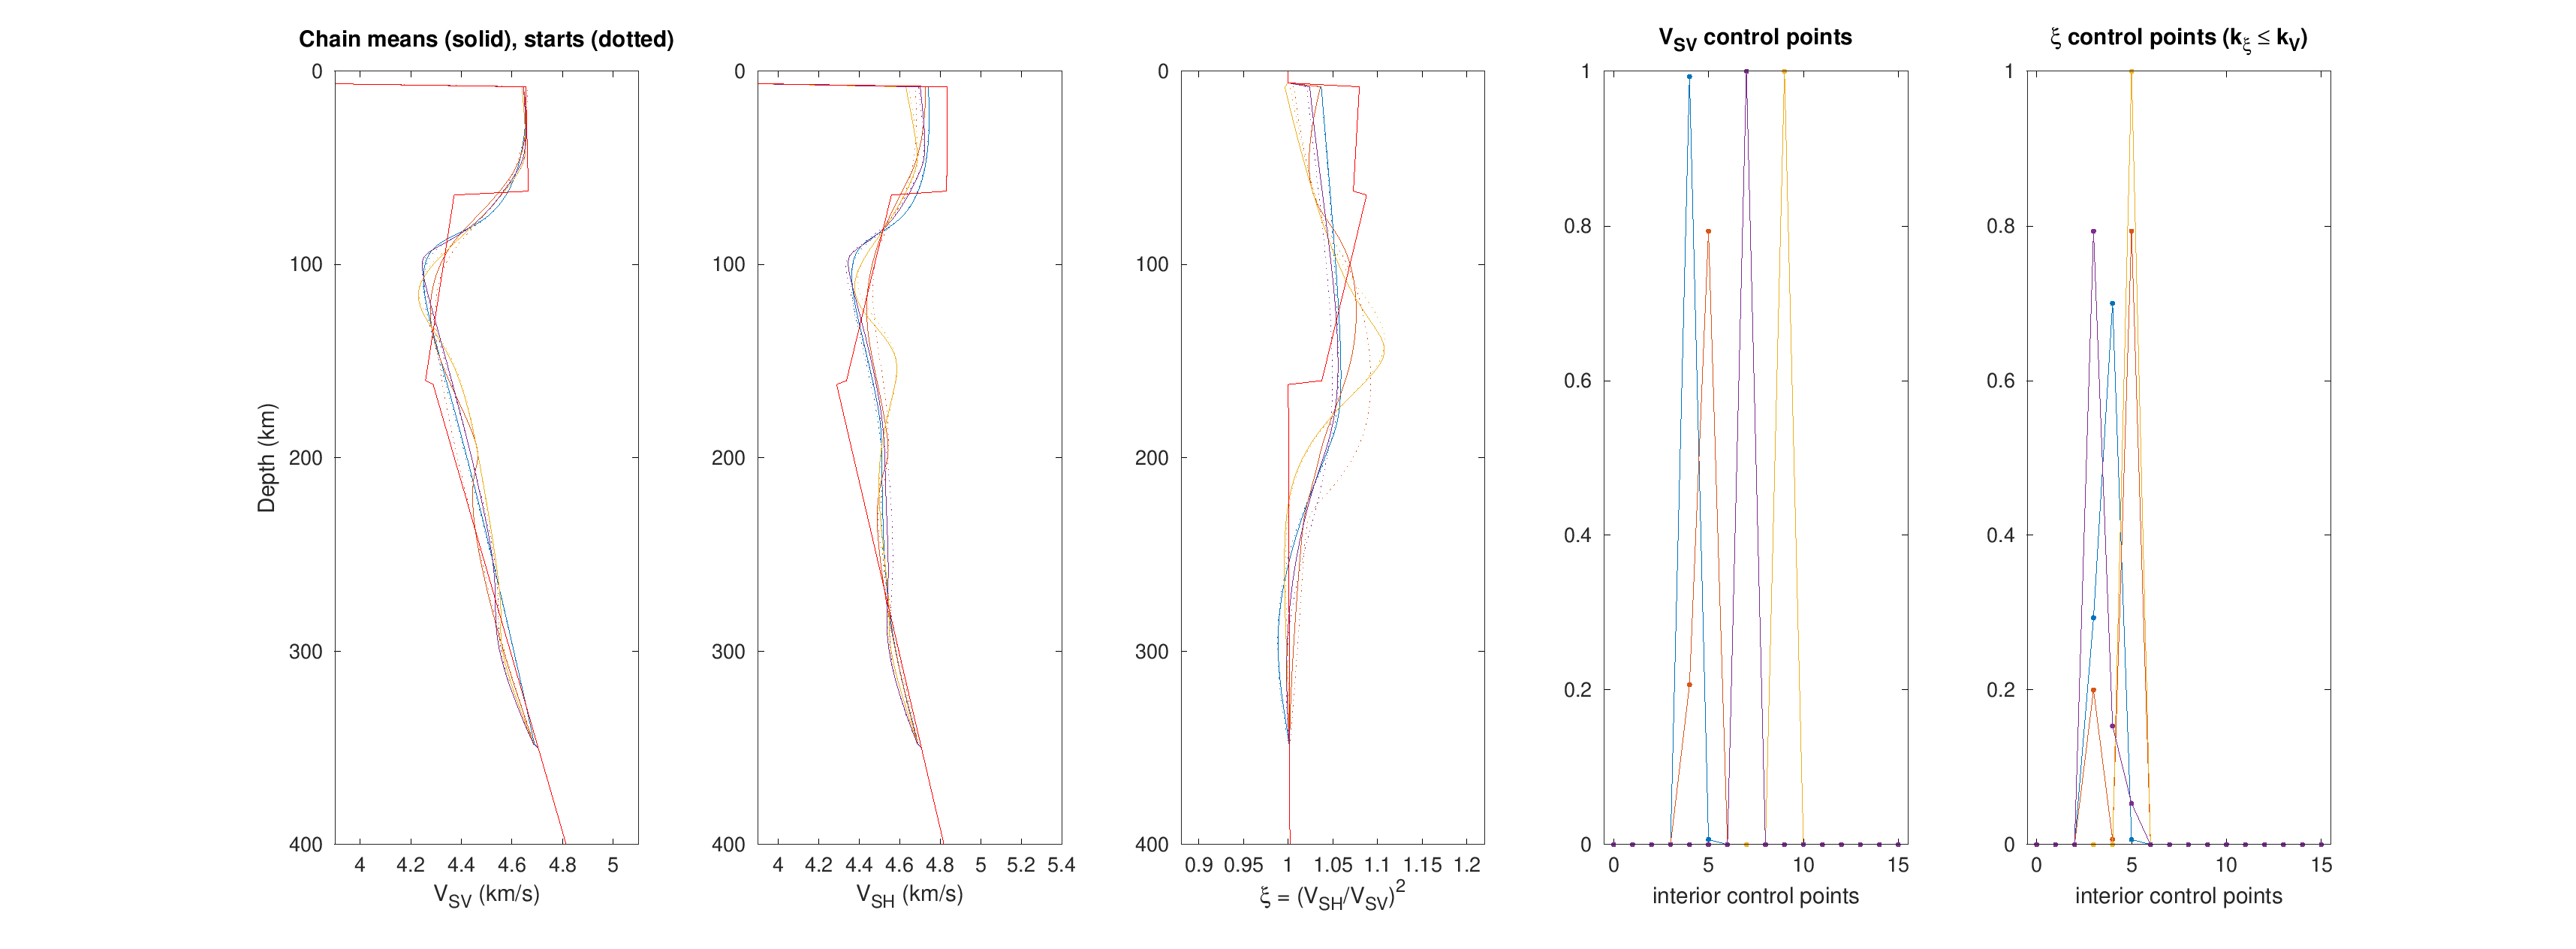 Chain means (solid), starts (dotted)
0
100
200
300
400
Depth (km)
4 4.2 4.4 4.6 4.8 5
V_SV (km/s)
0
100
200
300
400
4 4.2 4.4 4.6 4.8 5 5.2 5.4
V_SH (km/s)
0
100
200
300
400
0.9 0.95 1 1.05 1.1 1.15 1.2
ξ = (V_SH/V_SV)^2
V_SV control points
1
0.8
0.6
0.4
0.2
0
0 5 10 15
interior control points
ξ control points (k_ξ ≤ k_V)
1
0.8
0.6
0.4
0.2
0
0 5 10 15
interior control points